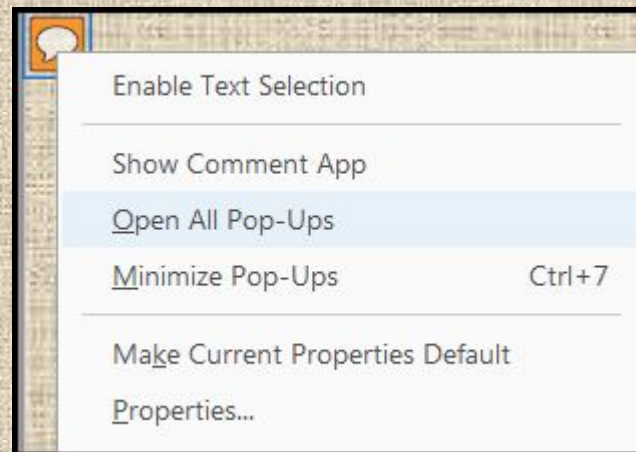 Enable Text Selection
Show Comment App
Open All Pop-Ups
Minimize Pop-Ups Ctrl+7
Make Current Properties Default
Properties...